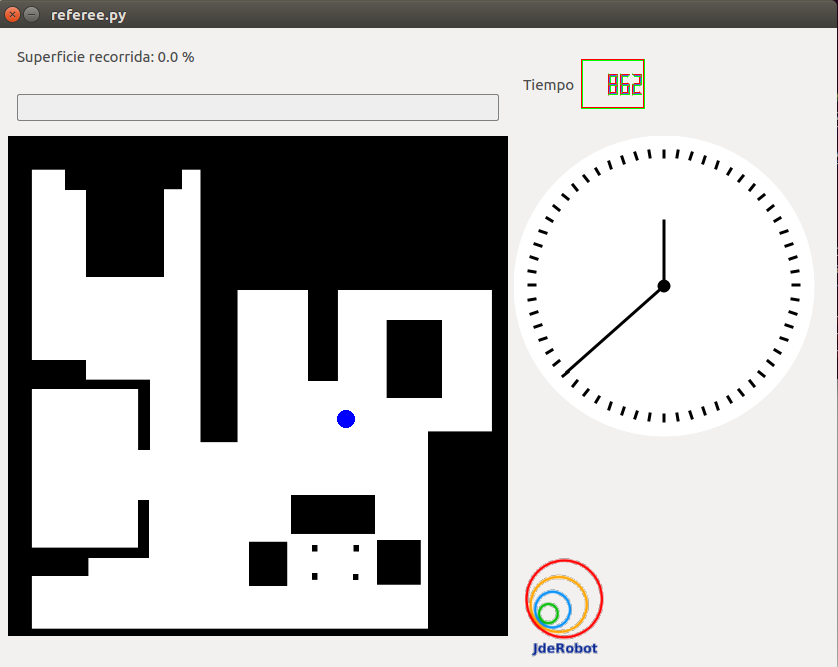 referee.py
Superficie recorrida: 0.0 %
Tiempo 862
JdeRobot